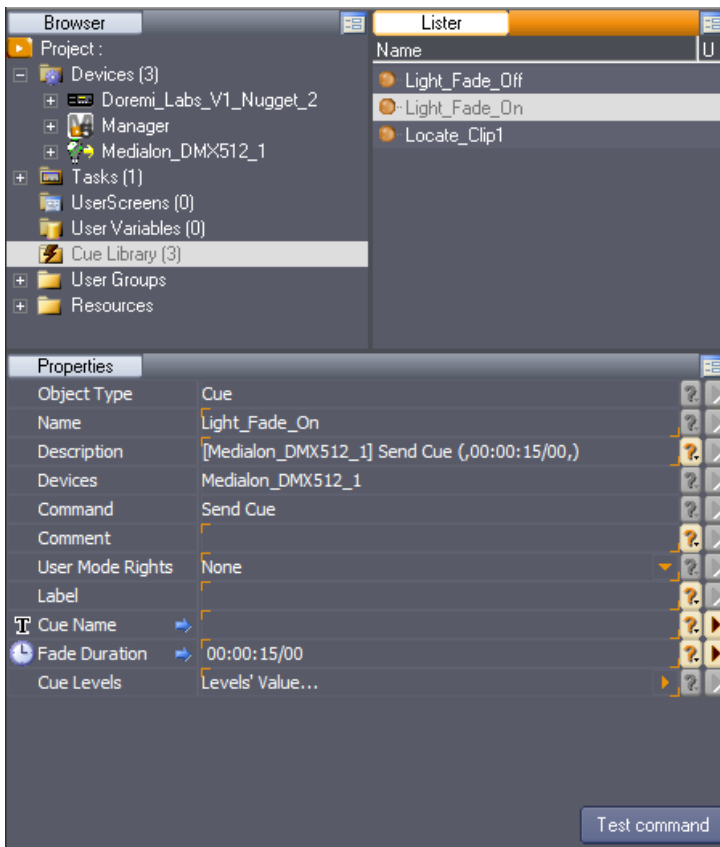 Browser
Project :
Devices (3)
Doremi_Labs_V1_Nugget_2
Manager
Medialon_DMX512_1
Tasks (1)
UserScreens (0)
User Variables (0)
Cue Library (3)
User Groups
Resources
Lister
Name U
Light_Fade_Off
Light_Fade_On
Locate_Clip1
Properties
Object Type Cue
Name Light_Fade_On
Description [Medialon_DMX512_1] Send Cue (,00:00:15/00,)
Devices Medialon_DMX512_1
Command Send Cue
Comment
User Mode Rights None
Label
T Cue Name
Fade Duration 00:00:15/00
Cue Levels Levels' Value...
Test command